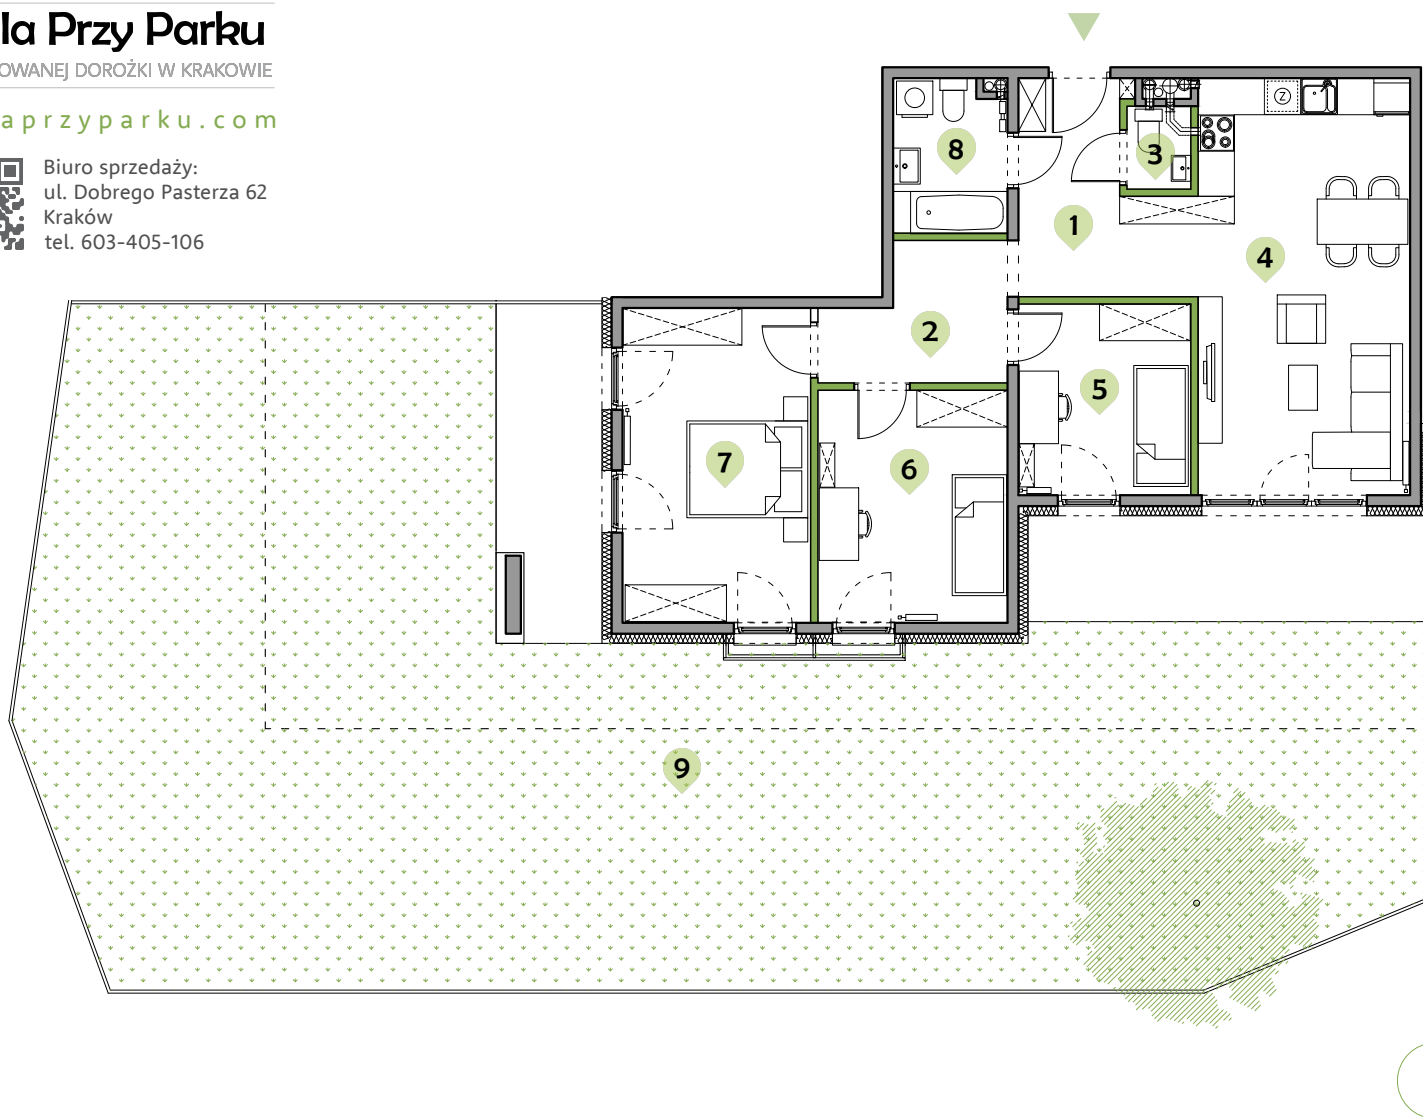 la Przy Parku
OWANEJ DOROŻKI W KRAKOWIE
aprzyparku.com
Biuro sprzedaży:
ul. Dobrego Pasterza 62
Kraków
tel. 603-405-106
8
3
Z
1
4
2
5
7
6
9